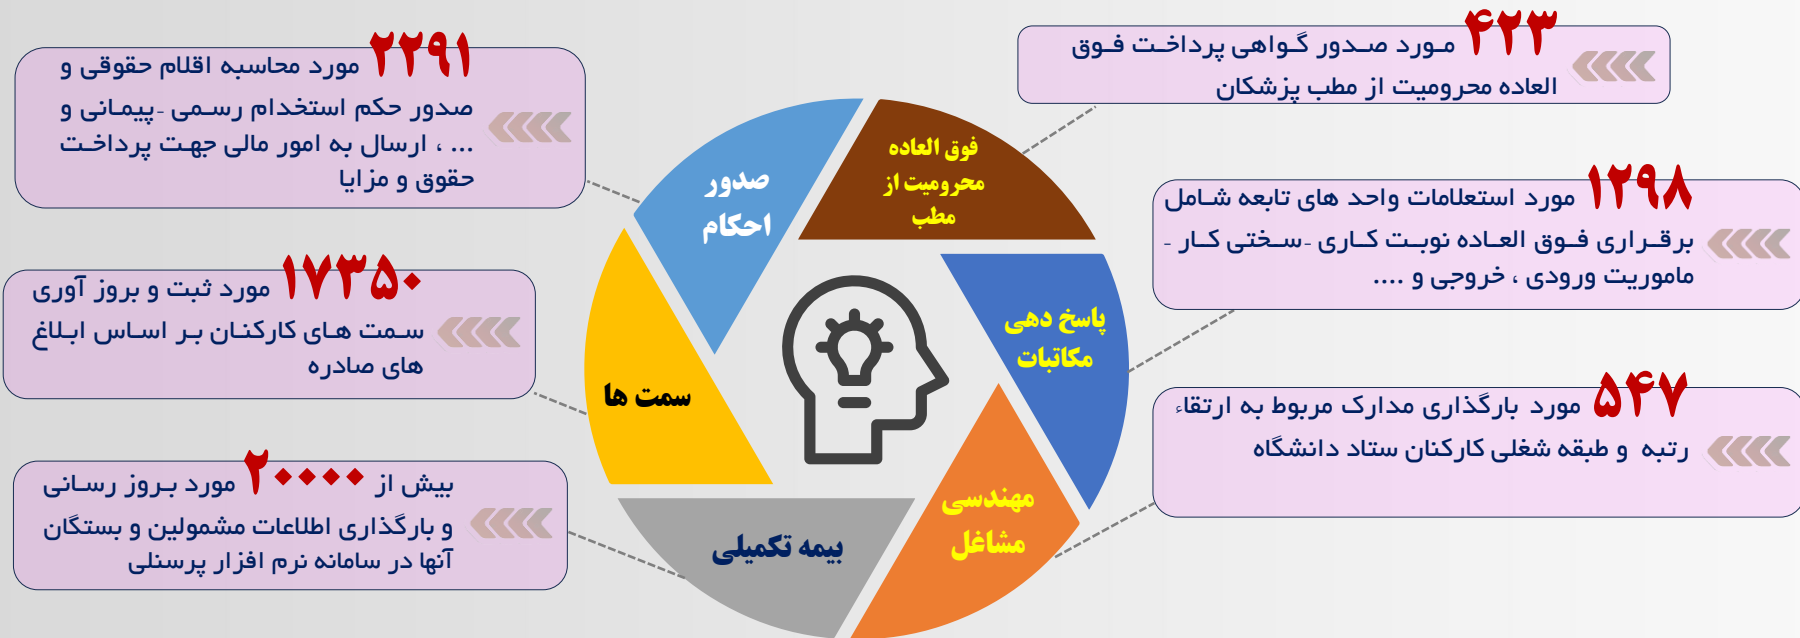 ۴۲۳ مورد صدور گواهی پرداخت فوق
العاده محرومیت از مطب پزشکان
۱۲۹۸ مورد استعلامات واحد های تابعه شامل
برقراری فوق العاده نوبت کاری -سختی کار -
ماموریت ورودی ، خروجی و ....
۵۴۷ مورد بارگذاری مدارک مربوط به ارتقاء
رتبه و طبقه شغلی کارکنان ستاد دانشگاه
فوق العاده
محرومیت از
مطب
پاسخ دهی
مکاتبات
مهندسی
مشاغل
بیمه تکمیلی
سمت ها
صدور
احکام
۲۲۹۱ مورد محاسبه اقلام حقوقی و
صدور حکم استخدام رسمی -پیمانی و
... ، ارسال به امور مالی جهت پرداخت
حقوق و مزایا
۱۷۳۵۰ مورد ثبت و بروز آوری
سمت های کارکنان بر اساس ابلاغ
های صادره
بیش از ۲۰۰۰۰ مورد بروز رسانی
و بارگذاری اطلاعات مشمولین و بستگان
آنها در سامانه نرم افزار پرسنلی